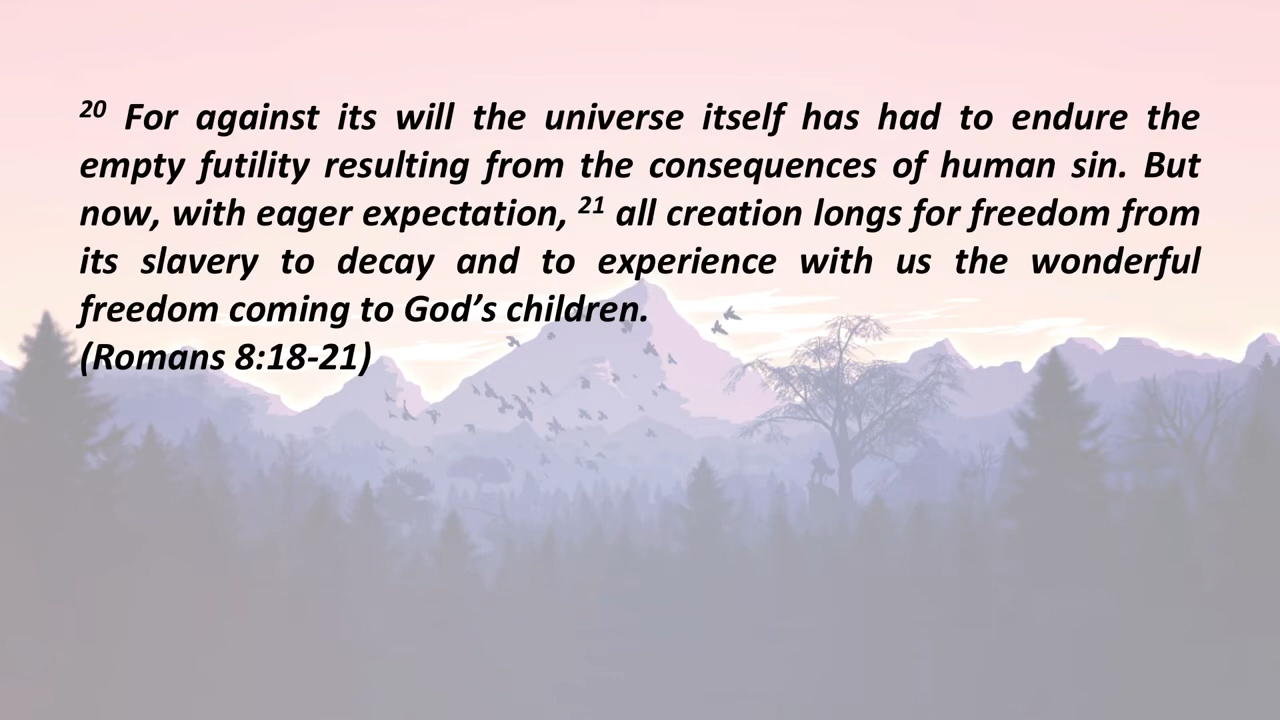 20 For against its will the universe itself has had to endure the
empty futility resulting from the consequences of human sin. But
now, with eager expectation, 21 all creation longs for freedom from
its slavery to decay and to experience with us the wonderful
freedom coming to God’s children.
(Romans 8:18-21)